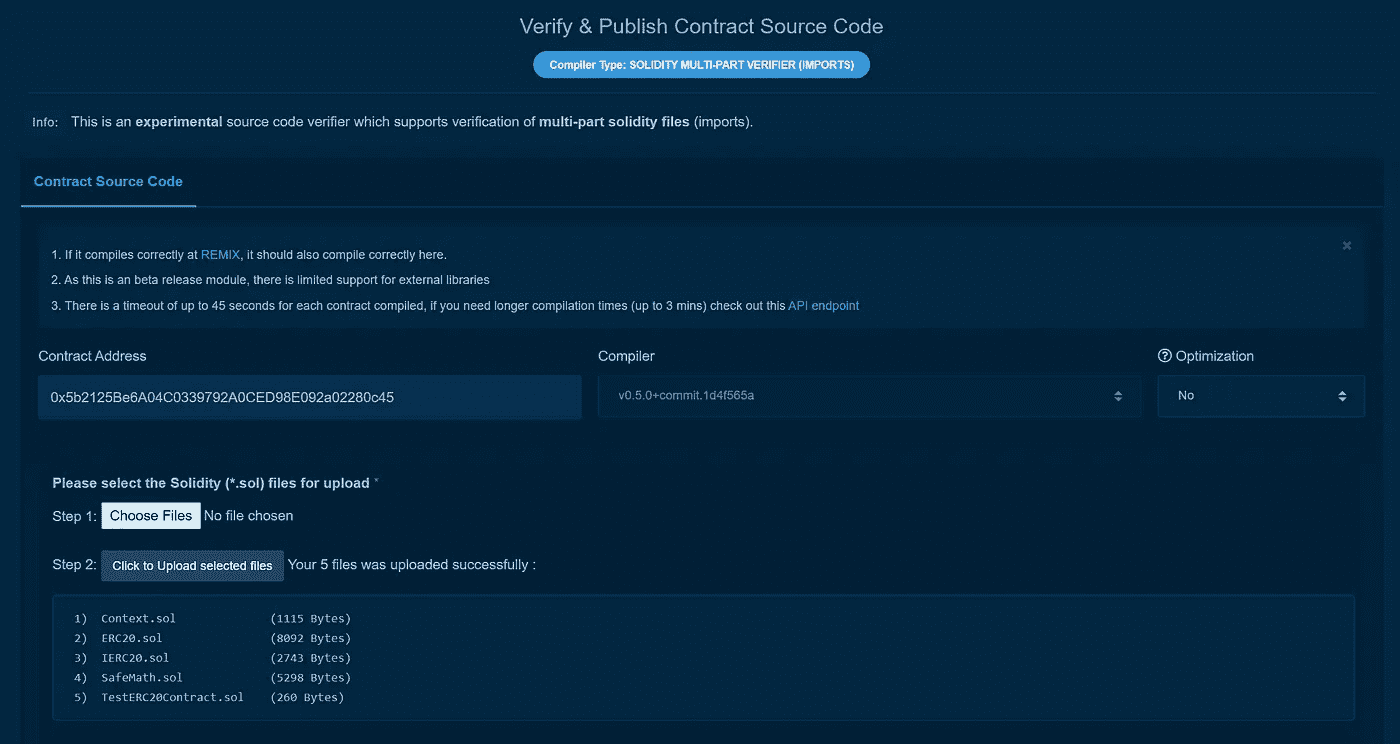 Verify & Publish Contract Source Code
Compiler Type: SOLIDITY MULTI-PART VERIFIER (IMPORTS)
Info: This is an experimental source code verifier which supports verification of multi-part solidity files (imports).
Contract Source Code
×
1. If it compiles correctly at REMIX, it should also compile correctly here.
2. As this is an beta release module, there is limited support for external libraries
3. There is a timeout of up to 45 seconds for each contract compiled, if you need longer compilation times (up to 3 mins) check out this API endpoint
Contract Address Compiler ? Optimization
0x5b2125Be6A04C0339792A0CED98E092a02280c45 v0.5.0+commit.1d4f565a No
Please select the Solidity (*.sol) files for upload *
Step 1: Choose Files No file chosen
Step 2: Click to Upload selected files Your 5 files was uploaded successfully :
1) Context.sol (1115 Bytes)
2) ERC20.sol (8092 Bytes)
3) IERC20.sol (2743 Bytes)
4) SafeMath.sol (5298 Bytes)
5) TestERC20Contract.sol (260 Bytes)